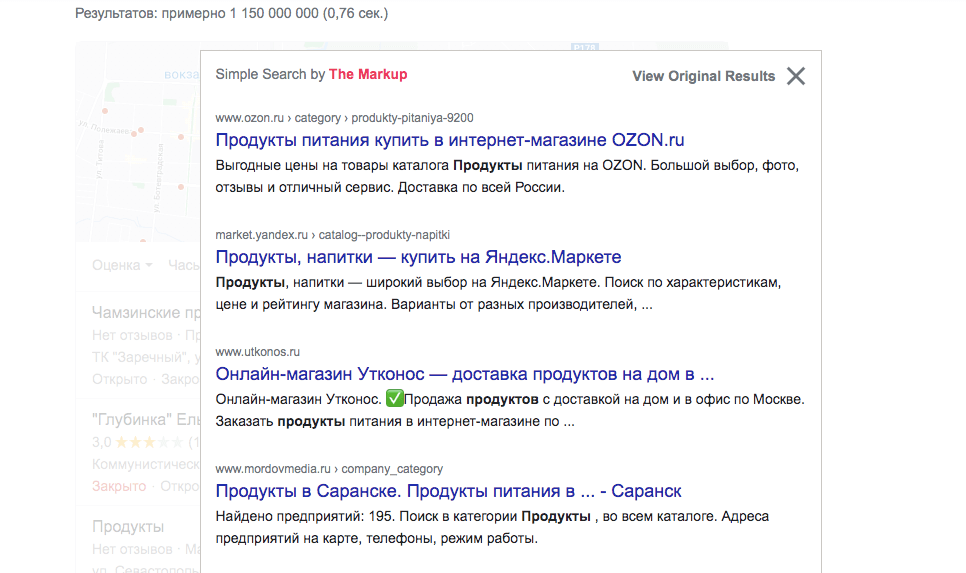 Результатов: примерно 1 150 000 000 (0,76 сек.)
P178
вокза
ул. Полежаева
ул. Титова
ул. Ботевградская
Simple Search by The Markup
View Original Results
www.ozon.ru › category › produkty-pitaniya-9200
Продукты питания купить в интернет-магазине OZON.ru
Выгодные цены на товары каталога Продукты питания на OZON. Большой выбор, фото,
отзывы и отличный сервис. Доставка по всей России.
market.yandex.ru › catalog--produkty-napitki
Продукты, напитки — купить на Яндекс.Маркете
Продукты, напитки — широкий выбор на Яндекс.Маркете. Поиск по характеристикам,
цене и рейтингу магазина. Варианты от разных производителей, ...
www.utkonos.ru
Онлайн-магазин Утконос — доставка продуктов на дом в ...
Онлайн-магазин Утконос. ✅Продажа продуктов с доставкой на дом и в офис по Москве.
Заказать продукты питания в интернет-магазине по ...
www.mordovmedia.ru › company_category
Продукты в Саранске. Продукты питания в ... - Саранск
Найдено предприятий: 195. Поиск в категории Продукты , во всем каталоге. Адреса
предприятий на карте, телефоны, режим работы.
Оценка
Часы
Чамзинские пр
Нет отзывов · Пр
ТК "Заречный", у
Открыто · Закро
"Глубинка" Ель
3,0 ★★★★★ (1
Коммунистическ
Закрыто · Откро
Продукты
Нет отзывов · Ма
ул. Севастополь